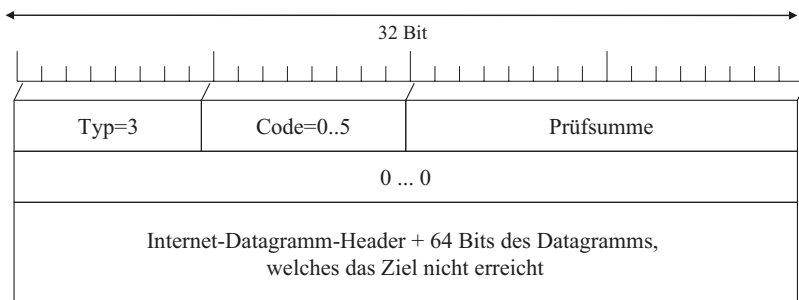 32 Bit
Typ=3 Code=0..5 Prüfsumme
0 ... 0
Internet-Datagramm-Header + 64 Bits des Datagramms,
welches das Ziel nicht erreicht